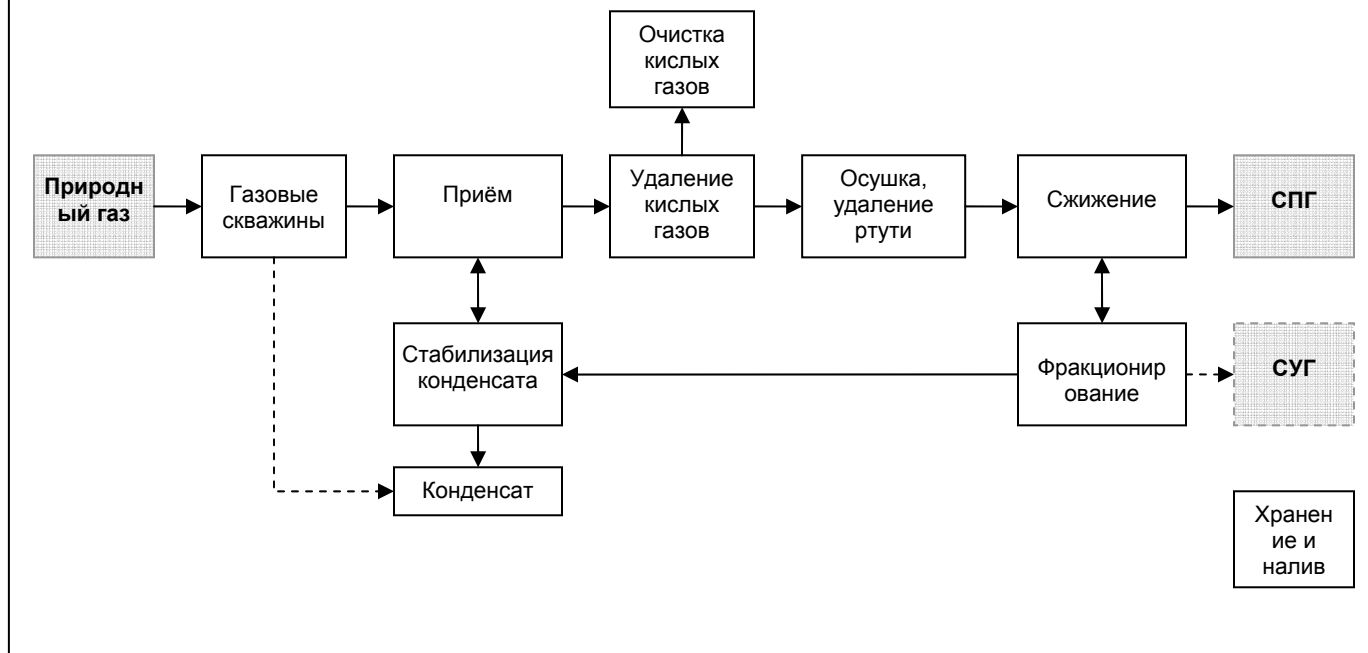 Очистка
кислых
газов
Природн
ый газ
Газовые
скважины
Приём
Удаление
кислых
газов
Осушка,
удаление
ртути
Сжижение
СПГ
Стабилизация
конденсата
Фракционир
ование
СУГ
Конденсат
Хранен
ие и
налив